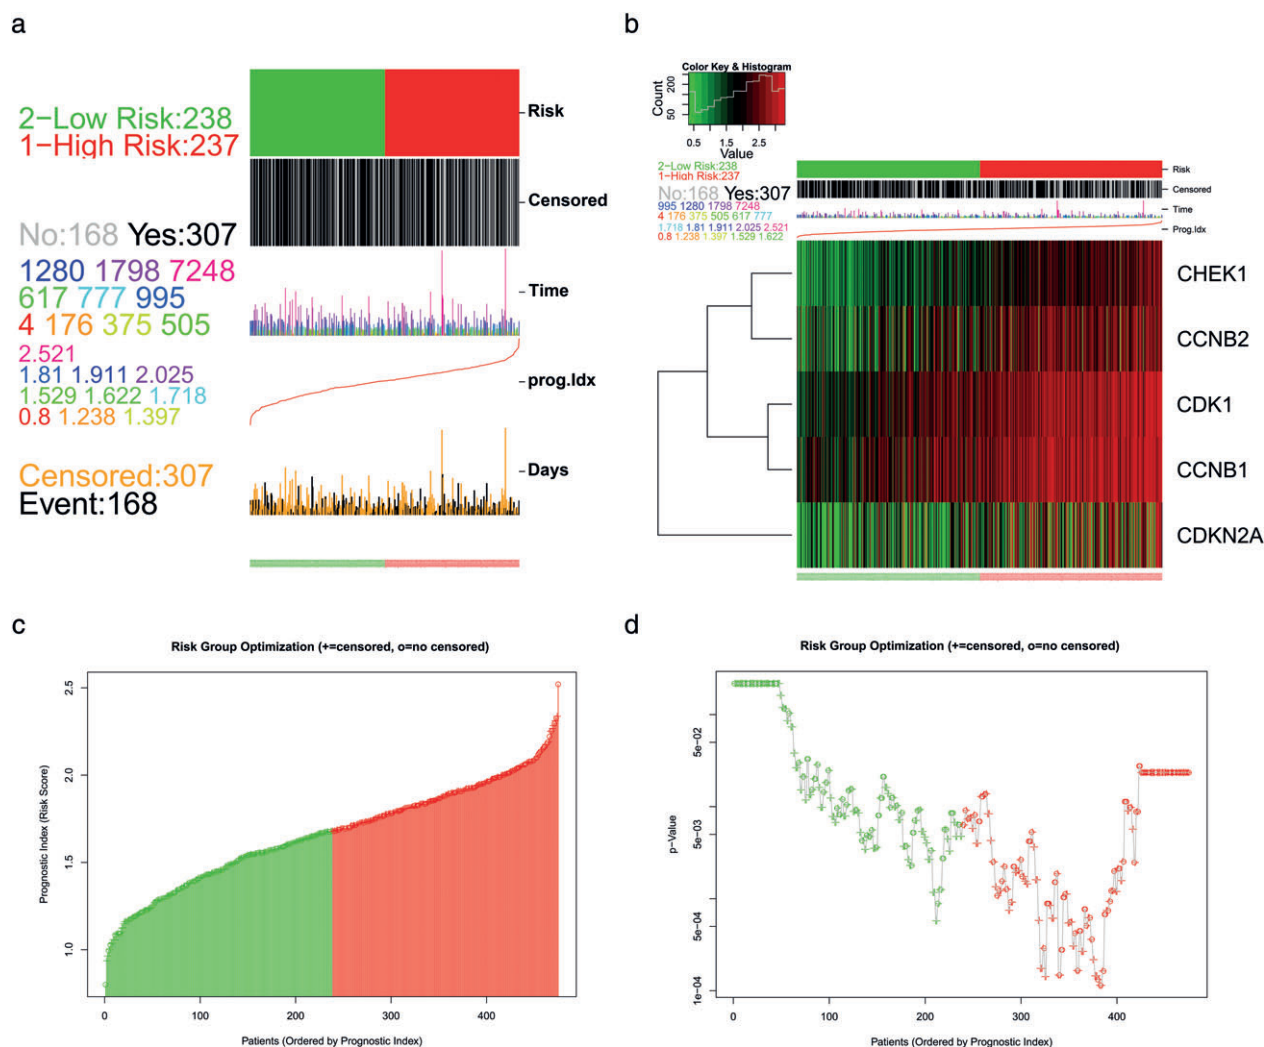 a
2-Low Risk:238
1-High Risk:237
No:168 Yes:307
1280 1798 7248
617 777 995
4 176 375 505
2.521
1.81 1.911 2.025
1.529 1.622 1.718
0.8 1.238 1.397
Censored:307
Event:168
Risk
Censored
Time
prog.Idx
Days
b
Color Key & Histogram
Count
50 200
0.5 1.5 2.5
Value
2-Low Risk:238
1-High Risk:237
No:168 Yes:307
995 1280 1798 7248
4 176 375 505 617 777
1.718 1.81 1.911 2.025 2.521
0.8 1.238 1.397 1.529 1.622
Risk
Censored
Time
Prog.Idx
CHEK1
CCNB2
CDK1
CCNB1
CDKN2A
c
Risk Group Optimization (+=censored, o=no censored)
Prognostic Index (Risk Score)
2.5
2.0
1.5
1.0
0 100 200 300 400
Patients (Ordered by Prognostic Index)
d
Risk Group Optimization (+=censored, o=no censored)
p-Value
5e-02
5e-03
5e-04
1e-04
0 100 200 300 400
Patients (Ordered by Prognostic Index)